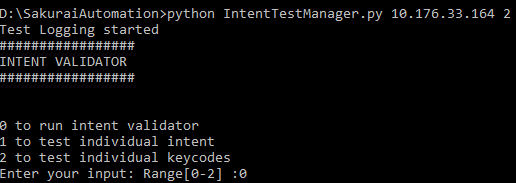 D:\SakuraiAutomation>python IntentTestManager.py 10.176.33.164 2
Test Logging started
#################
INTENT VALIDATOR
#################
0 to run intent validator
1 to test individual intent
2 to test individual keycodes
Enter your input: Range[0-2] :0